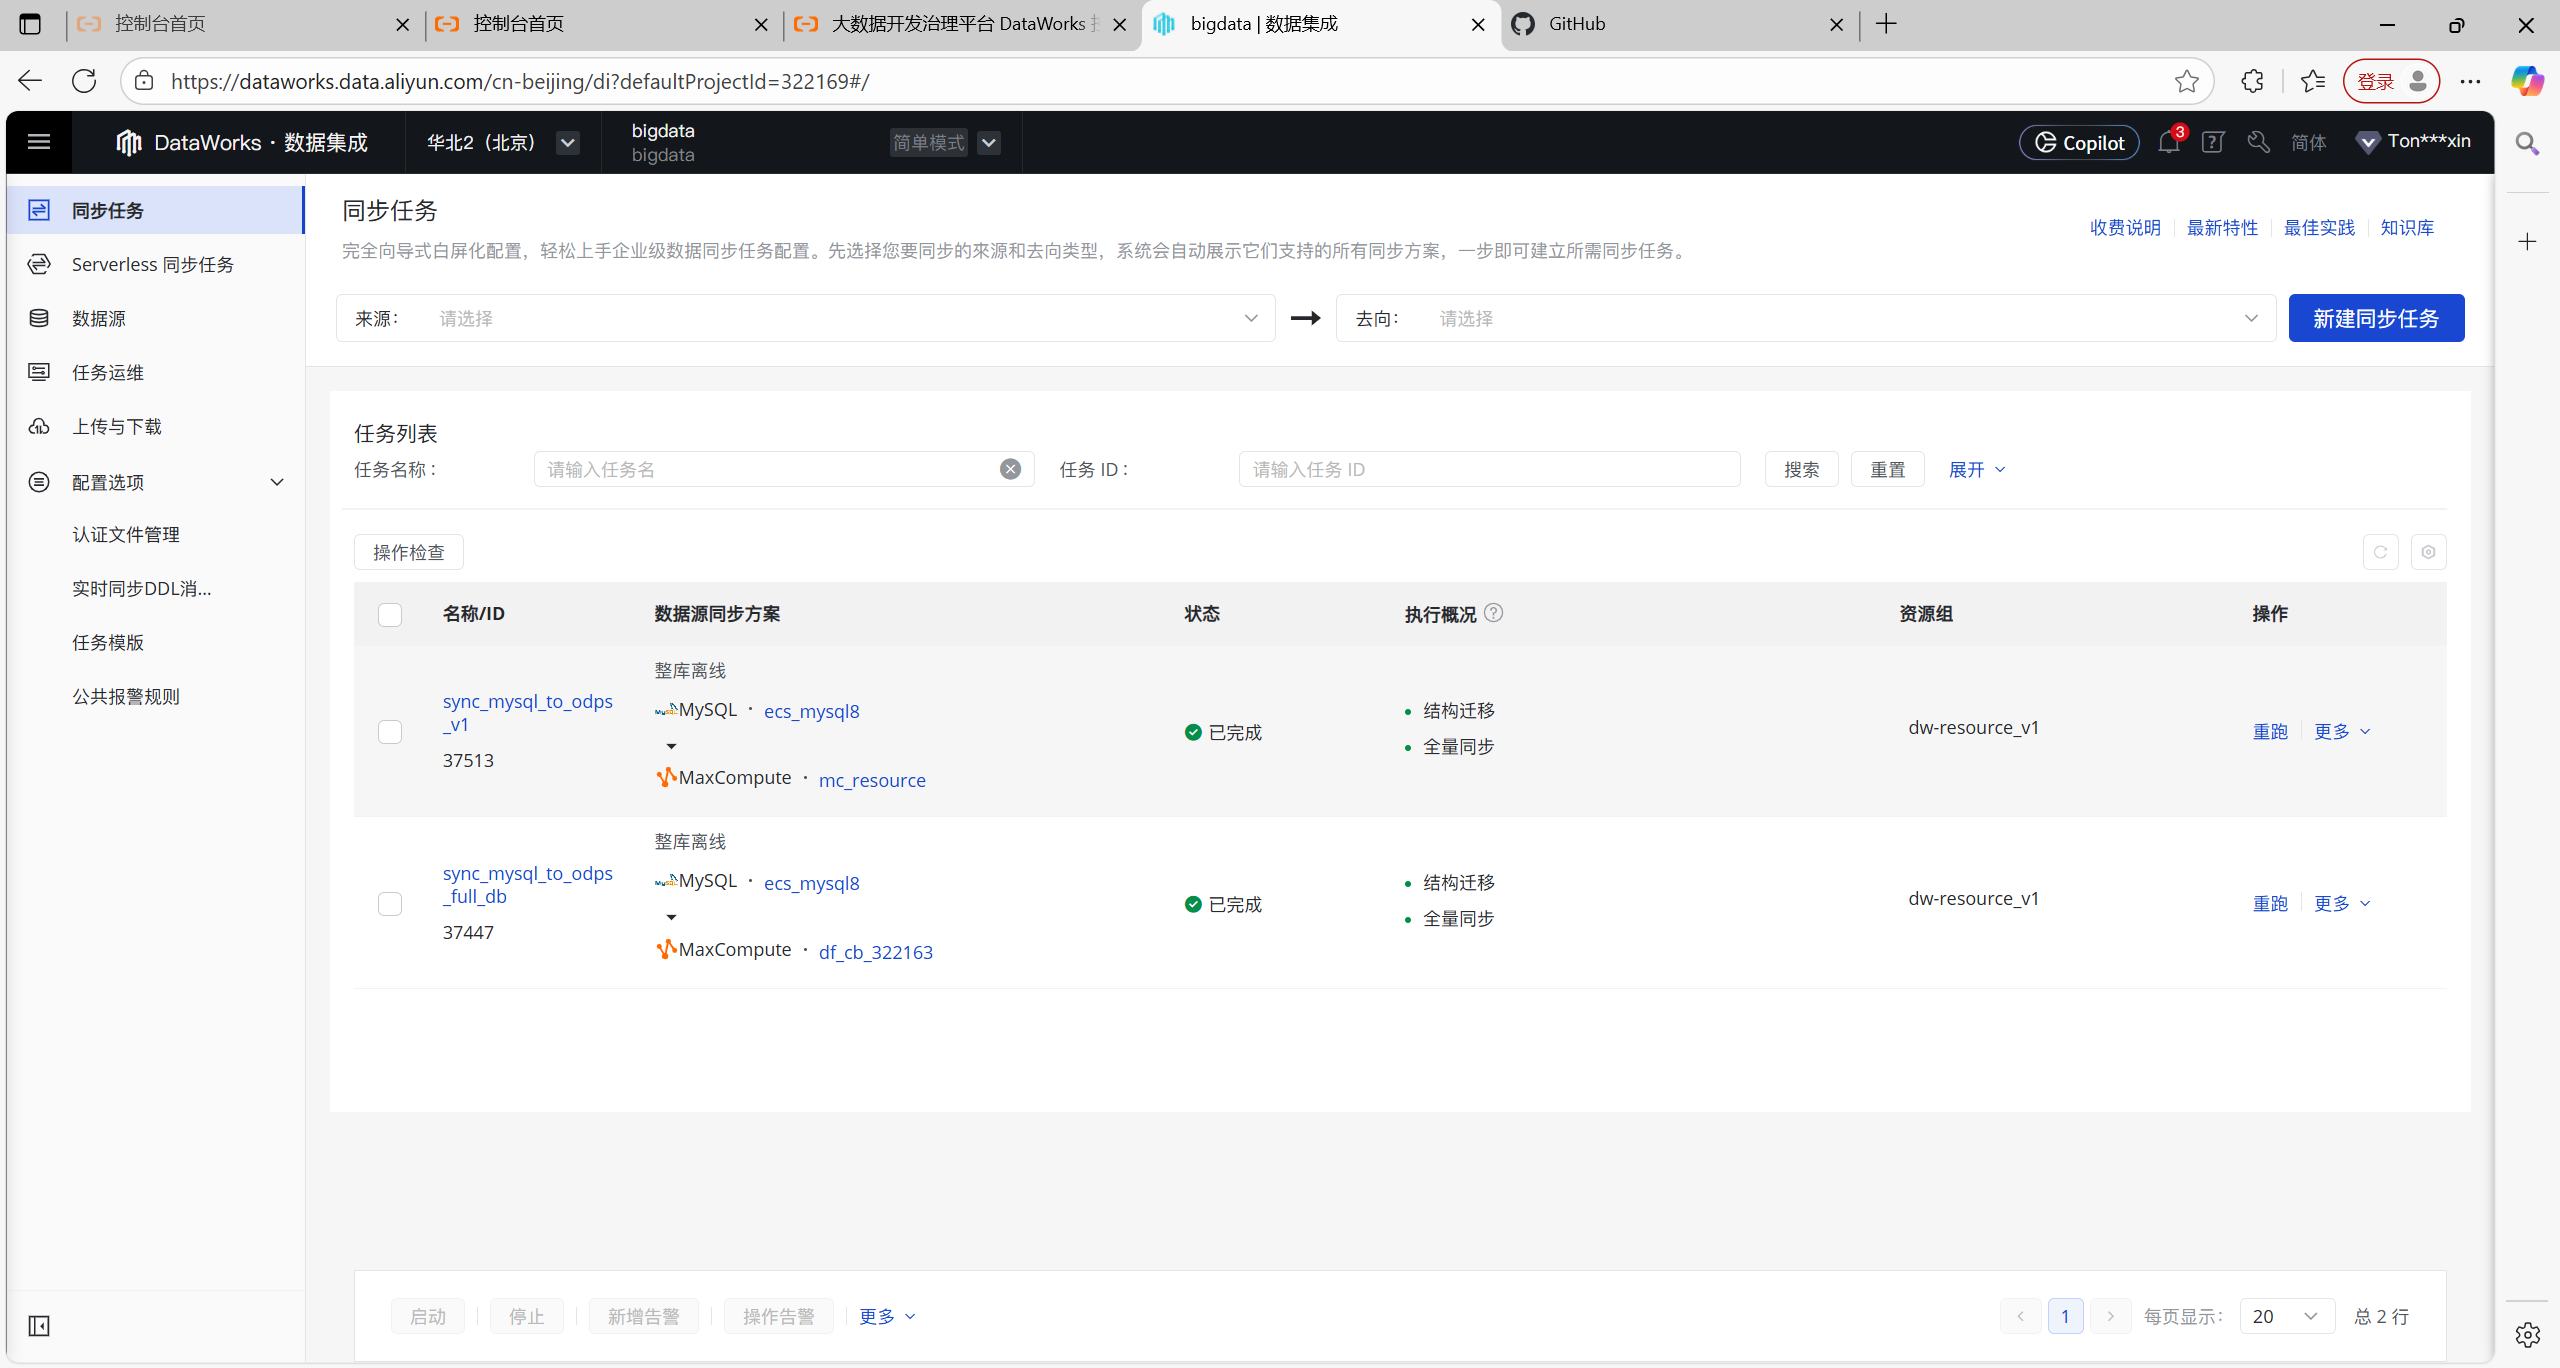 控制台首页
控制台首页
大数据开发治理平台 DataWorks
bigdata | 数据集成
GitHub
https://dataworks.data.aliyun.com/cn-beijing/di?defaultProjectId=322169#/
登录
DataWorks · 数据集成
华北2（北京）
bigdata
bigdata
简单模式
Copilot
3
简体
Ton***xin
同步任务
Serverless 同步任务
数据源
任务运维
上传与下载
配置选项
认证文件管理
实时同步DDL消...
任务模版
公共报警规则
同步任务
完全向导式白屏化配置，轻松上手企业级数据同步任务配置。先选择您要同步的来源和去向类型，系统会自动展示它们支持的所有同步方案，一步即可建立所需同步任务。
收费说明
最新特性
最佳实践
知识库
来源： 请选择
去向： 请选择
新建同步任务
任务列表
任务名称： 请输入任务名
任务 ID： 请输入任务 ID
搜索
重置
展开
操作检查
名称/ID 数据源同步方案 状态 执行概况 资源组 操作
sync_mysql_to_odps
_v1
37513
整库离线
MySQL · ecs_mysql8
MaxCompute · mc_resource
已完成
结构迁移
全量同步
dw-resource_v1
重跑 更多
sync_mysql_to_odps
_full_db
37447
整库离线
MySQL · ecs_mysql8
MaxCompute · df_cb_322163
已完成
结构迁移
全量同步
dw-resource_v1
重跑 更多
启动
停止
新增告警
操作告警
更多
1
每页显示：
20
总 2 行